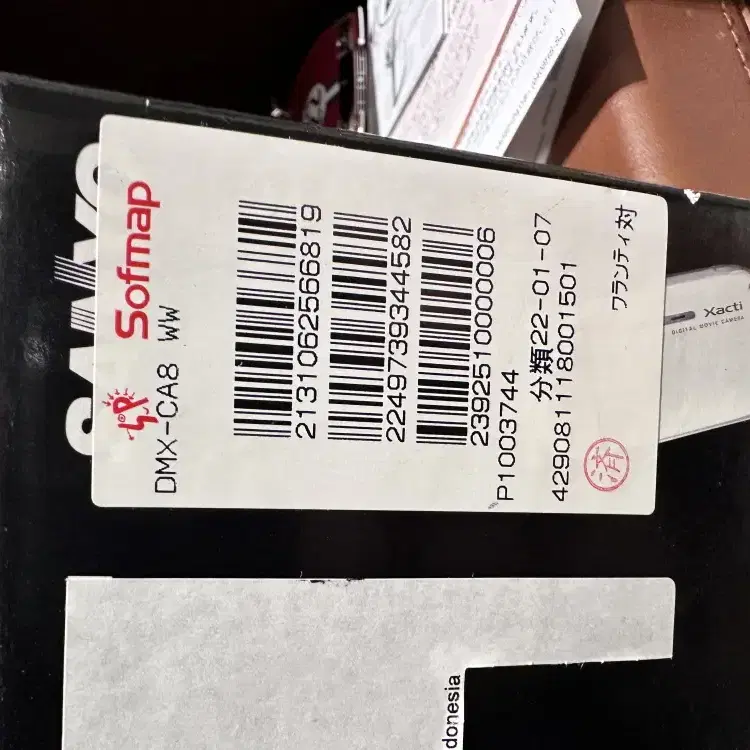 SANYO
Sofmap
DMX-CA8 WW
2131062566819
2249739344582
2392510000006
P1003744
分類22-01-07
4290811118001501
ワランティ対
済
Xacti
DIGITAL MOVIE CAMERA
donesia